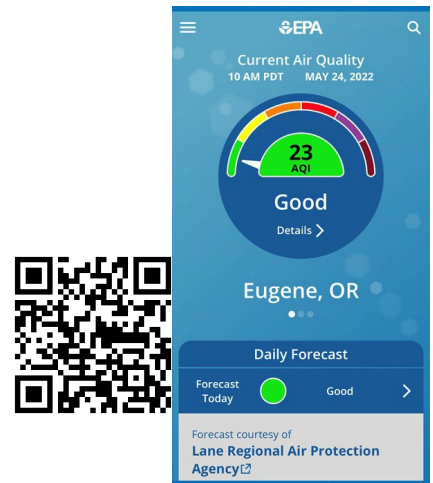 EPA
Current Air Quality
10 AM PDT MAY 24, 2022
23
AQI
Good
Details
Eugene, OR
Daily Forecast
Forecast
Today
Good
Forecast courtesy of
Lane Regional Air Protection
Agency